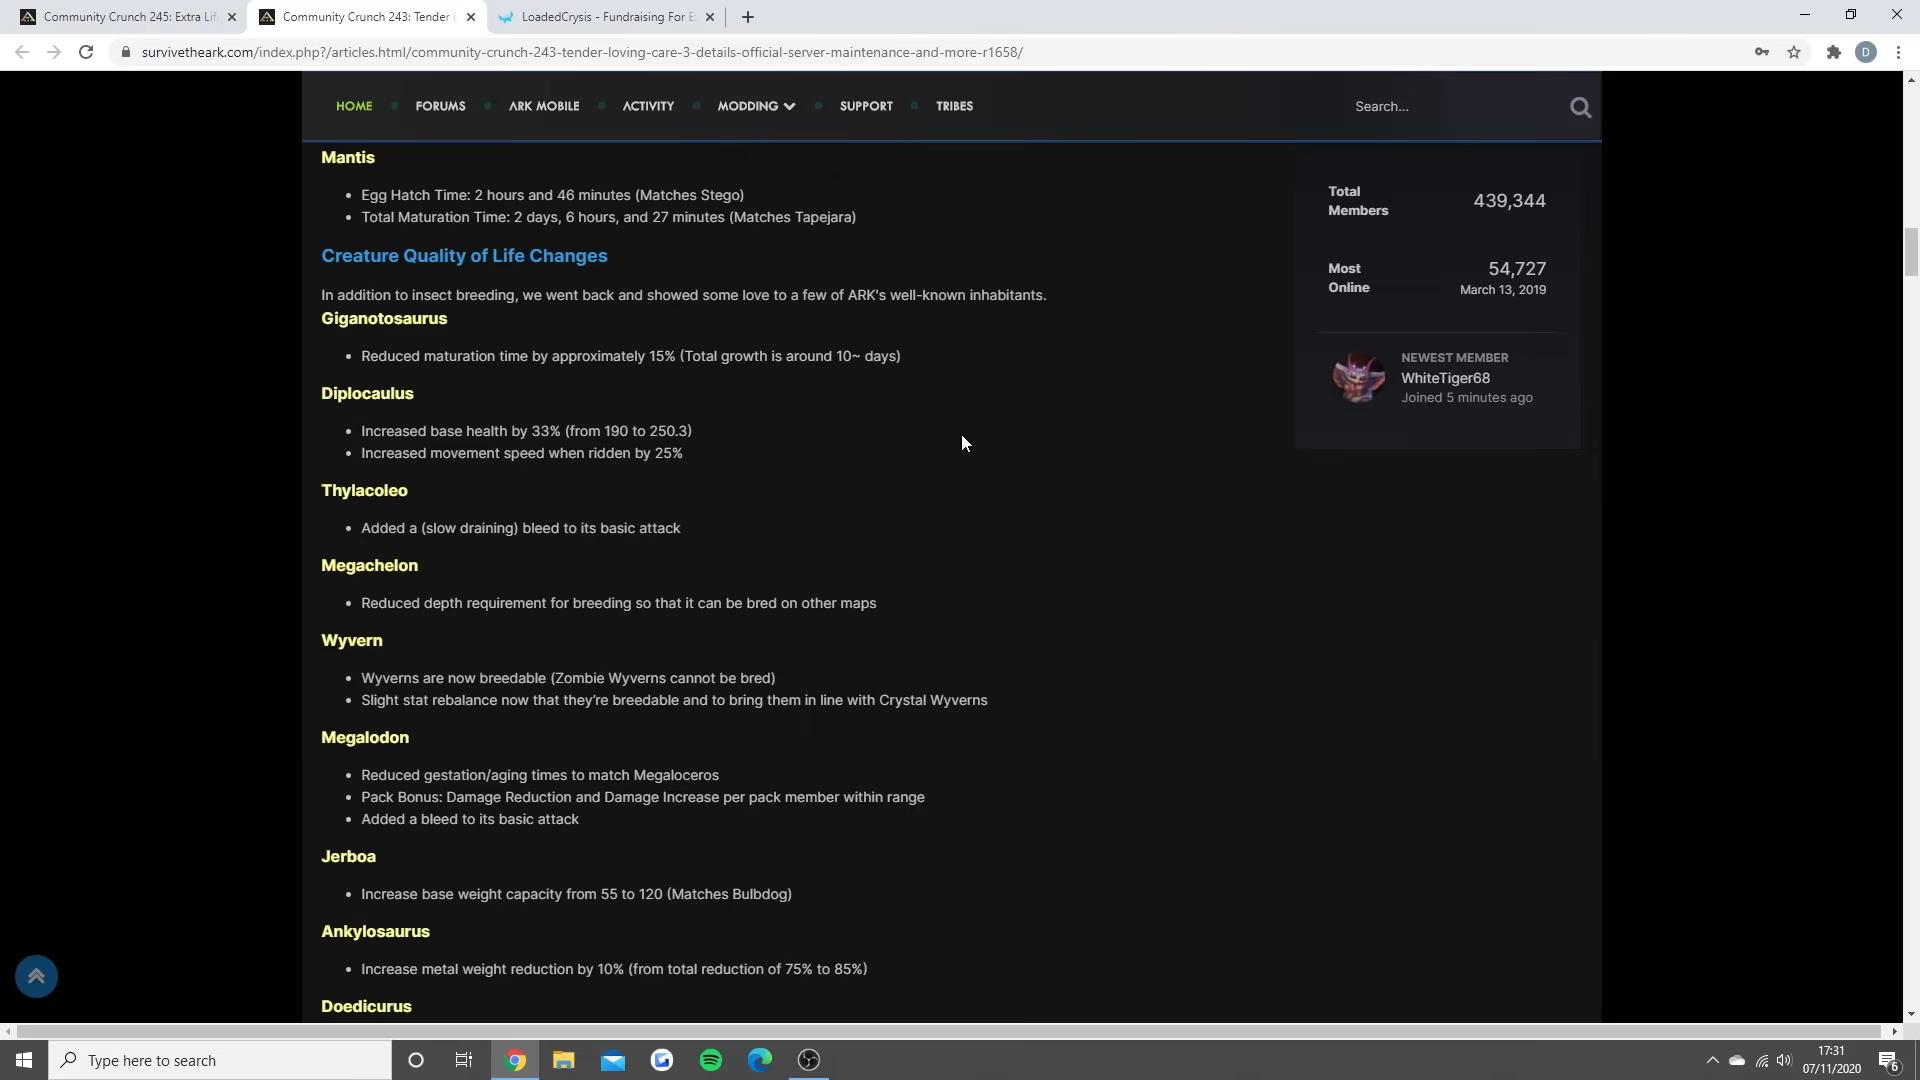 Community Crunch 245: Extra Lif
Community Crunch 243: Tender L
LoadedCrysis - Fundraising For E
survivetheark.com/index.php?/articles.html/community-crunch-243-tender-loving-care-3-details-official-server-maintenance-and-more-r1658/
D
HOME FORUMS ARK MOBILE ACTIVITY MODDING SUPPORT TRIBES Search...
Mantis
Egg Hatch Time: 2 hours and 46 minutes (Matches Stego)
Total Maturation Time: 2 days, 6 hours, and 27 minutes (Matches Tapejara)
Creature Quality of Life Changes
In addition to insect breeding, we went back and showed some love to a few of ARK's well-known inhabitants.
Giganotosaurus
Reduced maturation time by approximately 15% (Total growth is around 10~ days)
Diplocaulus
Increased base health by 33% (from 190 to 250.3)
Increased movement speed when ridden by 25%
Thylacoleo
Added a (slow draining) bleed to its basic attack
Megachelon
Reduced depth requirement for breeding so that it can be bred on other maps
Wyvern
Wyverns are now breedable (Zombie Wyverns cannot be bred)
Slight stat rebalance now that they're breedable and to bring them in line with Crystal Wyverns
Megalodon
Reduced gestation/aging times to match Megaloceros
Pack Bonus: Damage Reduction and Damage Increase per pack member within range
Added a bleed to its basic attack
Jerboa
Increase base weight capacity from 55 to 120 (Matches Bulbdog)
Ankylosaurus
Increase metal weight reduction by 10% (from total reduction of 75% to 85%)
Doedicurus
Total
Members
439,344
Most
Online
54,727
March 13, 2019
NEWEST MEMBER
WhiteTiger68
Joined 5 minutes ago
Type here to search
17:31
07/11/2020
6